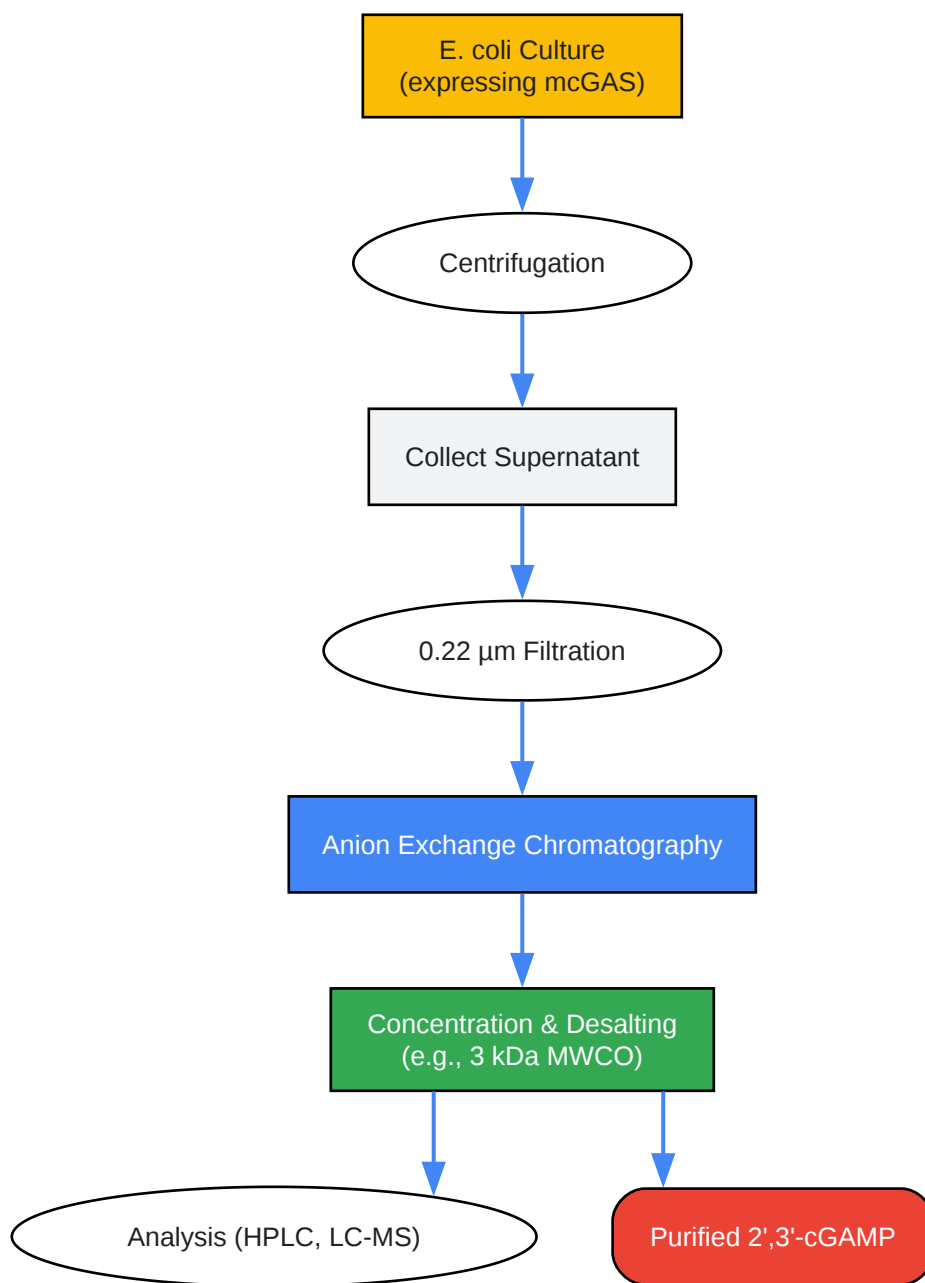 E. coli Culture
(expressing mcGAS)
Centrifugation
Collect Supernatant
0.22 µm Filtration
Anion Exchange Chromatography
Concentration & Desalting
(e.g., 3 kDa MWCO)
Analysis (HPLC, LC-MS)
Purified 2',3'-cGAMP